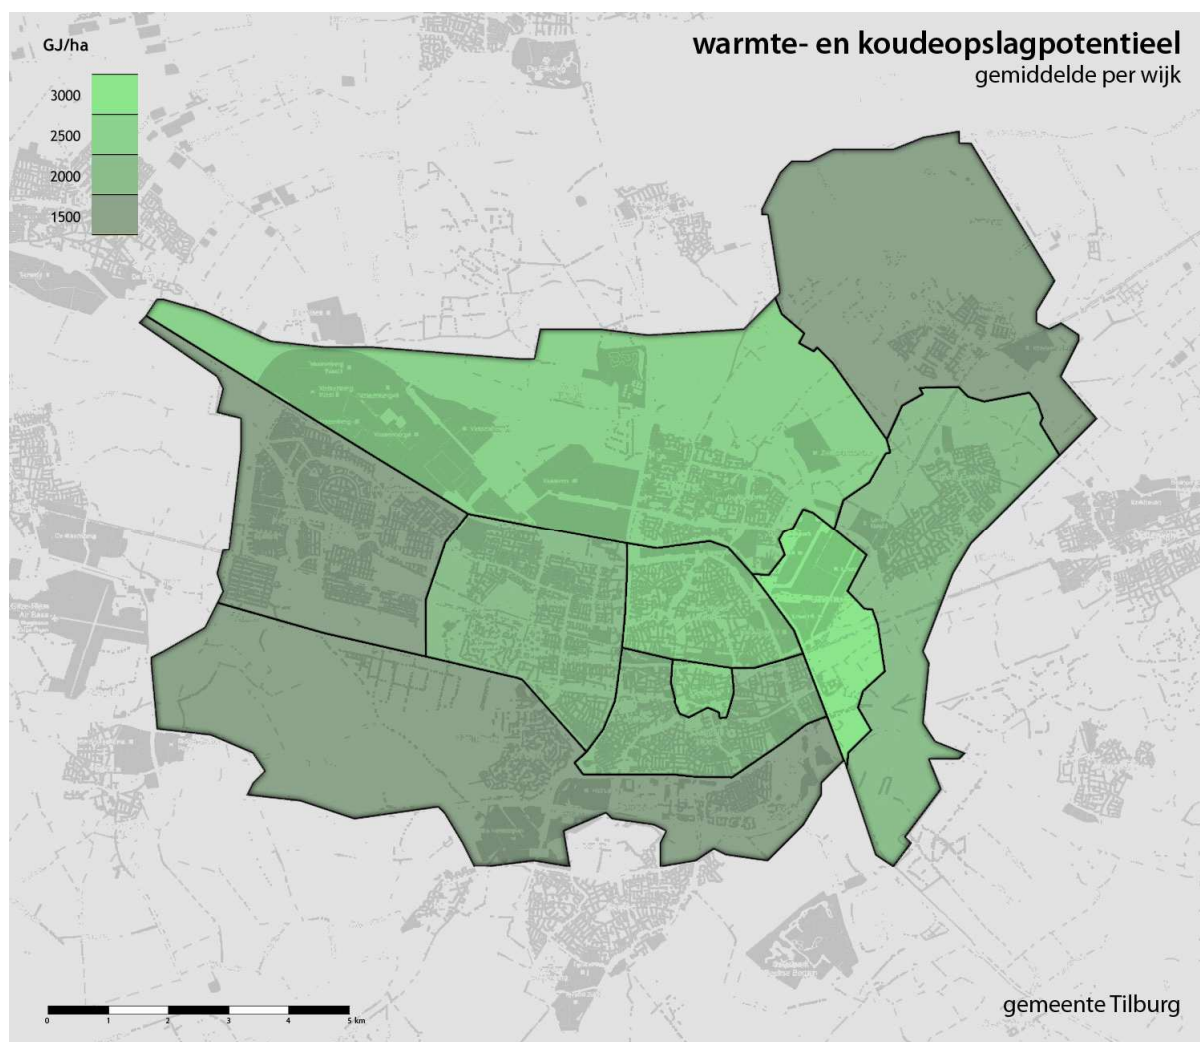 GJ/ha
3000
2500
2000
1500
warmte- en koudeopslagpotentieel
gemiddelde per wijk
0 1 2 3 4 5 km
gemeente Tilburg